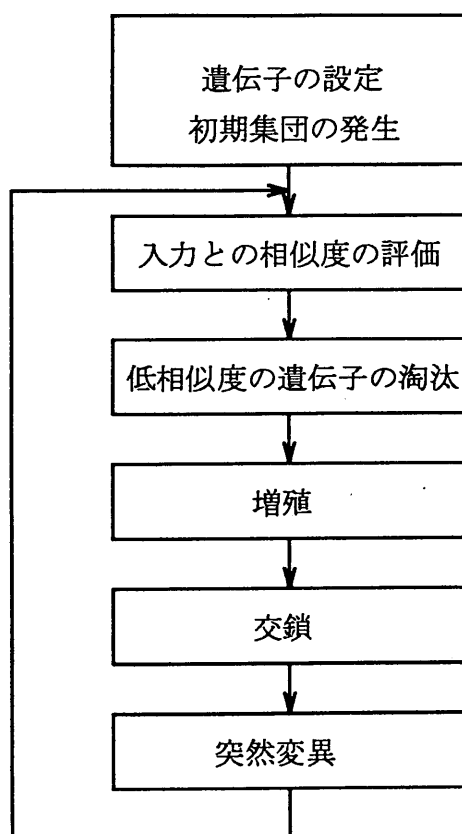 遺伝子の設定
初期集団の発生
入力との相似度の評価
低相似度の遺伝子の淘汰
増殖
交鎖
突然変異